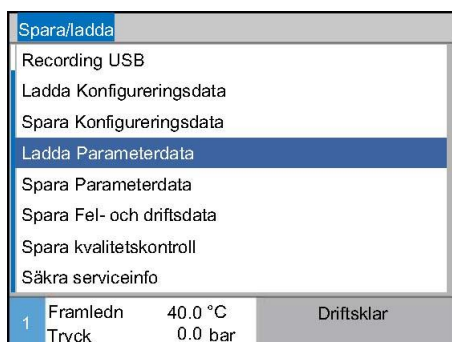 Spara/ladda
Recording USB
Ladda Konfigureringsdata
Spara Konfigureringsdata
Ladda Parameterdata
Spara Parameterdata
Spara Fel- och driftsdata
Spara kvalitetskontroll
Säkra serviceinfo
1 Framledn 40.0 °C Driftsklar
Tryck 0.0 bar